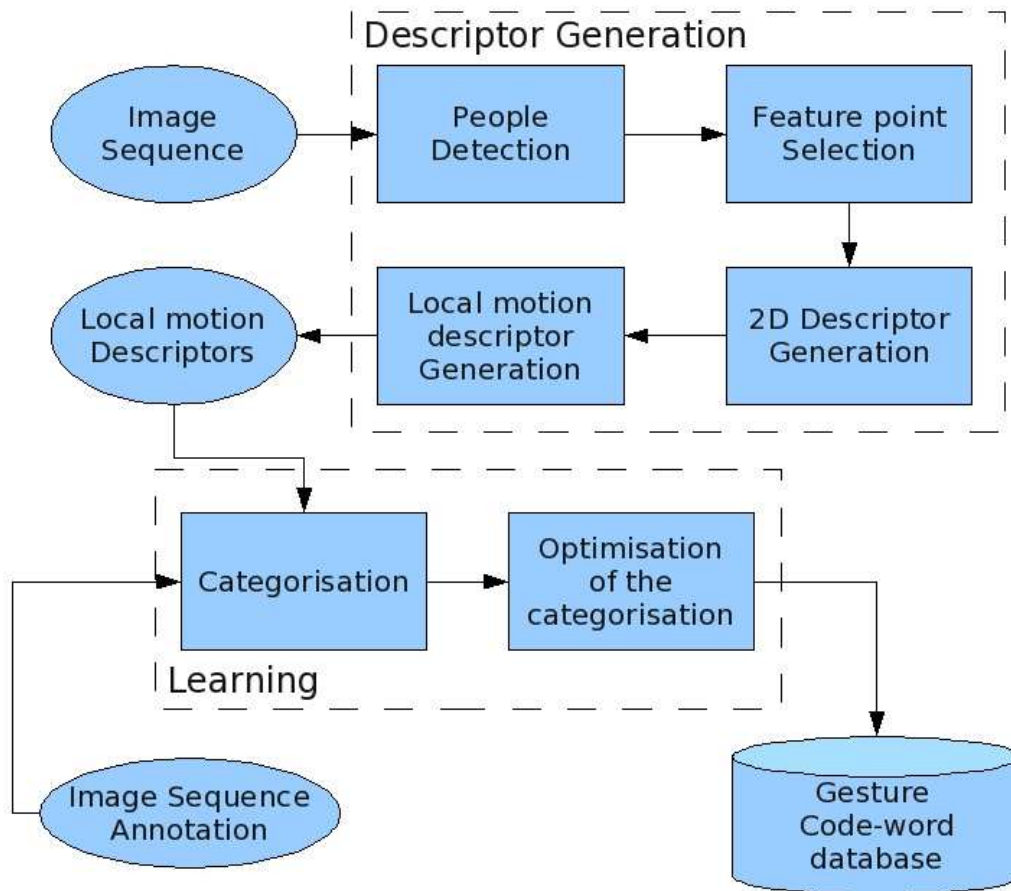 Descriptor Generation
Image
Sequence
People
Detection
Feature point
Selection
Local motion
Descriptors
Local motion
descriptor
Generation
2D Descriptor
Generation
Categorisation
Optimisation
of the
categorisation
Learning
Image Sequence
Annotation
Gesture
Code-word
database